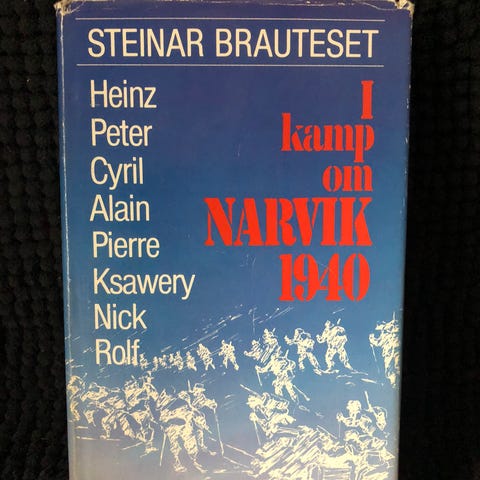 STEINAR BRAUTESET
Heinz
Peter
Cyril
Alain
Pierre
Ksawery
Nick
Rolf
I
kamp
om
NARVIK
1940